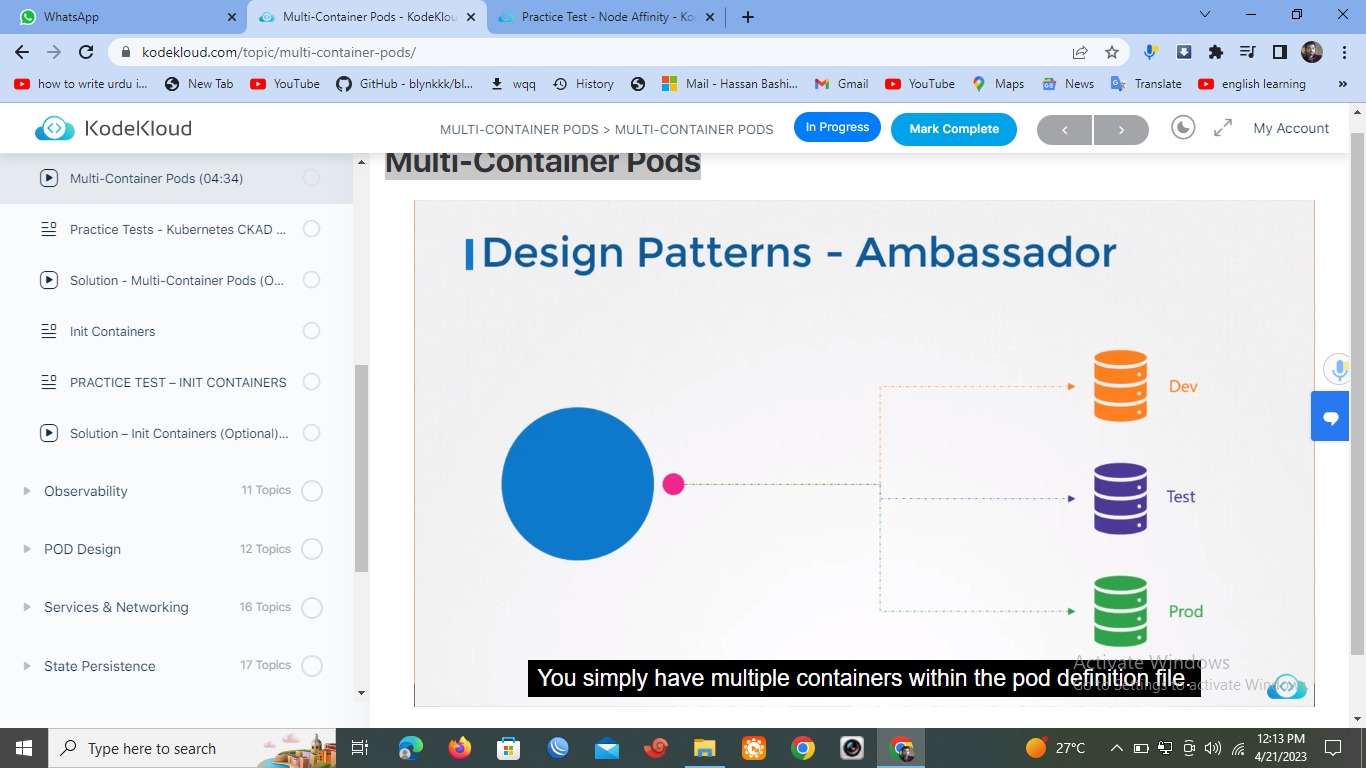 WhatsApp
Multi-Container Pods - KodeKlou
Practice Test - Node Affinity - Ko
kodekloud.com/topic/multi-container-pods/
how to write urdu i...
New Tab
YouTube
GitHub - blynkkk/bl...
wqq
History
Mail - Hassan Bashi...
Gmail
YouTube
Maps
News
Translate
english learning
»
KodeKloud
MULTI-CONTAINER PODS > MULTI-CONTAINER PODS
In Progress
Mark Complete
My Account
Multi-Container Pods (04:34)
Practice Tests - Kubernetes CKAD ...
Solution - Multi-Container Pods (O...
Init Containers
PRACTICE TEST – INIT CONTAINERS
Solution – Init Containers (Optional)...
Observability
11 Topics
POD Design
12 Topics
Services & Networking
16 Topics
State Persistence
17 Topics
Multi-Container Pods
Design Patterns - Ambassador
Dev
Test
Prod
You simply have multiple containers within the pod definition file.
Activate Windows
Go to Settings to activate Windows.
Type here to search
27°C
12:13 PM
4/21/2023